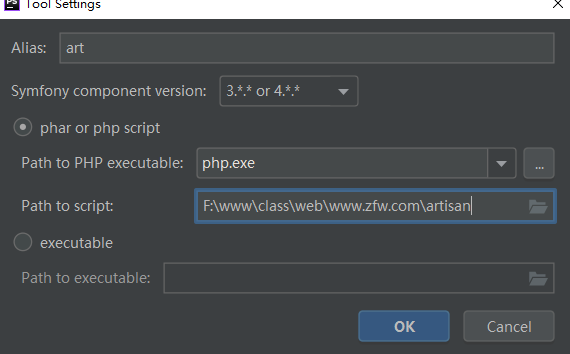 PS Tool Settings
Alias: art
Symfony component version: 3.*.* or 4.*.*
phar or php script
Path to PHP executable: php.exe ...
Path to script: F:\www\class\web\www.zfw.com\artisan
executable
Path to executable:
OK Cancel